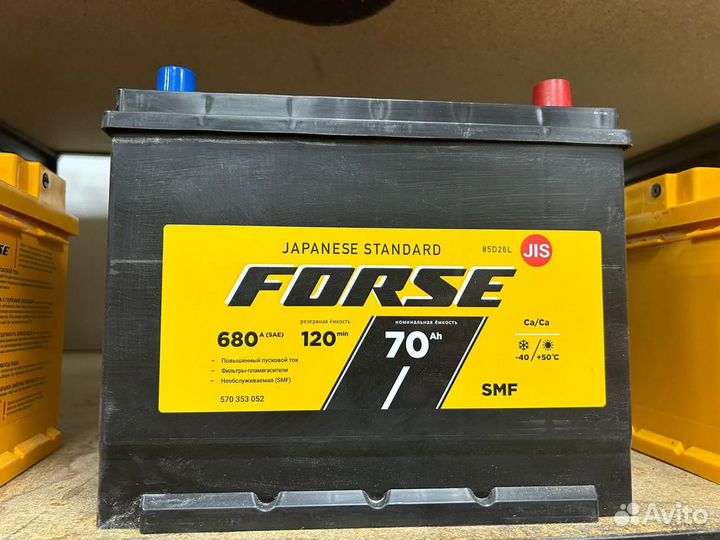 JAPANESE STANDARD
85D26L
JIS
FORSE
680 A (SAE)
резервная ёмкость
120 min
номинальная ёмкость
70 Ah
Ca/Ca
-40 / +50°C
– Повышенный пусковой ток
– Фильтры-пламегасители
– Необслуживаемая (SMF)
570 353 052
SMF
Avito